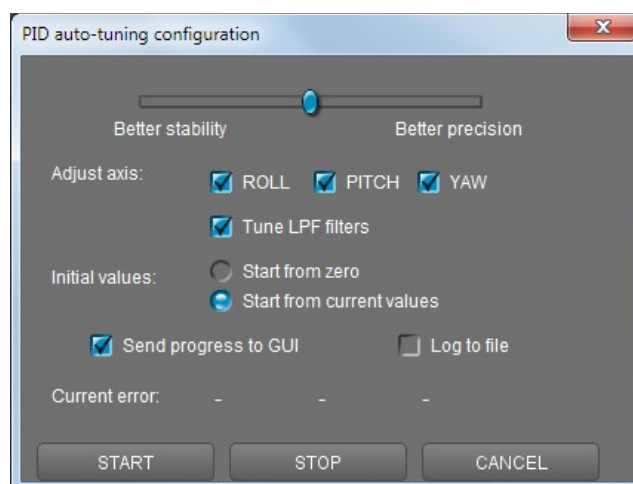 PID auto-tuning configuration
Better stability Better precision
Adjust axis: ROLL PITCH YAW
Tune LPF filters
Initial values: Start from zero
Start from current values
Send progress to GUI Log to file
Current error: - - -
START STOP CANCEL